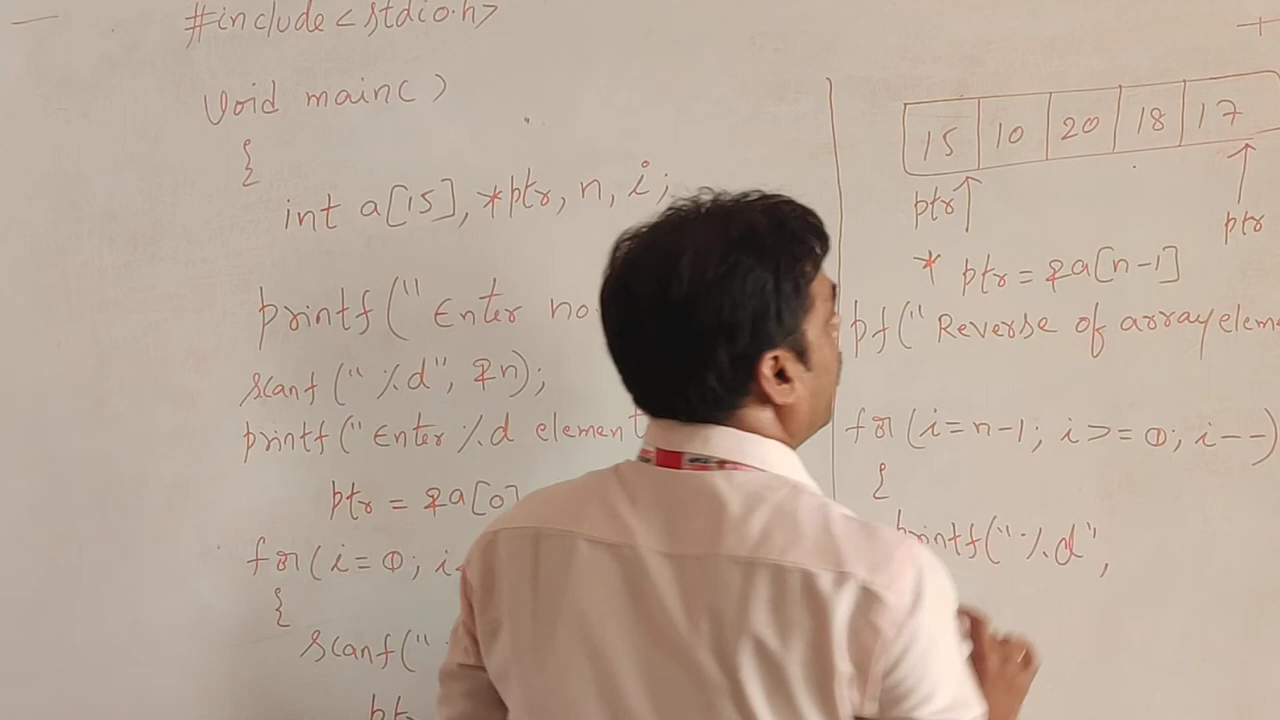 #include<stdio.h>
void main()
{
int a[15], *ptr, n, i;
printf("Enter no
scanf("%d", &n);
printf("Enter %d element
ptr = &a[0]
for(i=0; i<
{
scanf("
pt
15 10 20 18 17
ptr ptr
* ptr = &a[n-1]
pf("Reverse of array elem
for(i=n-1; i>=0; i--)
{
printf("%d",